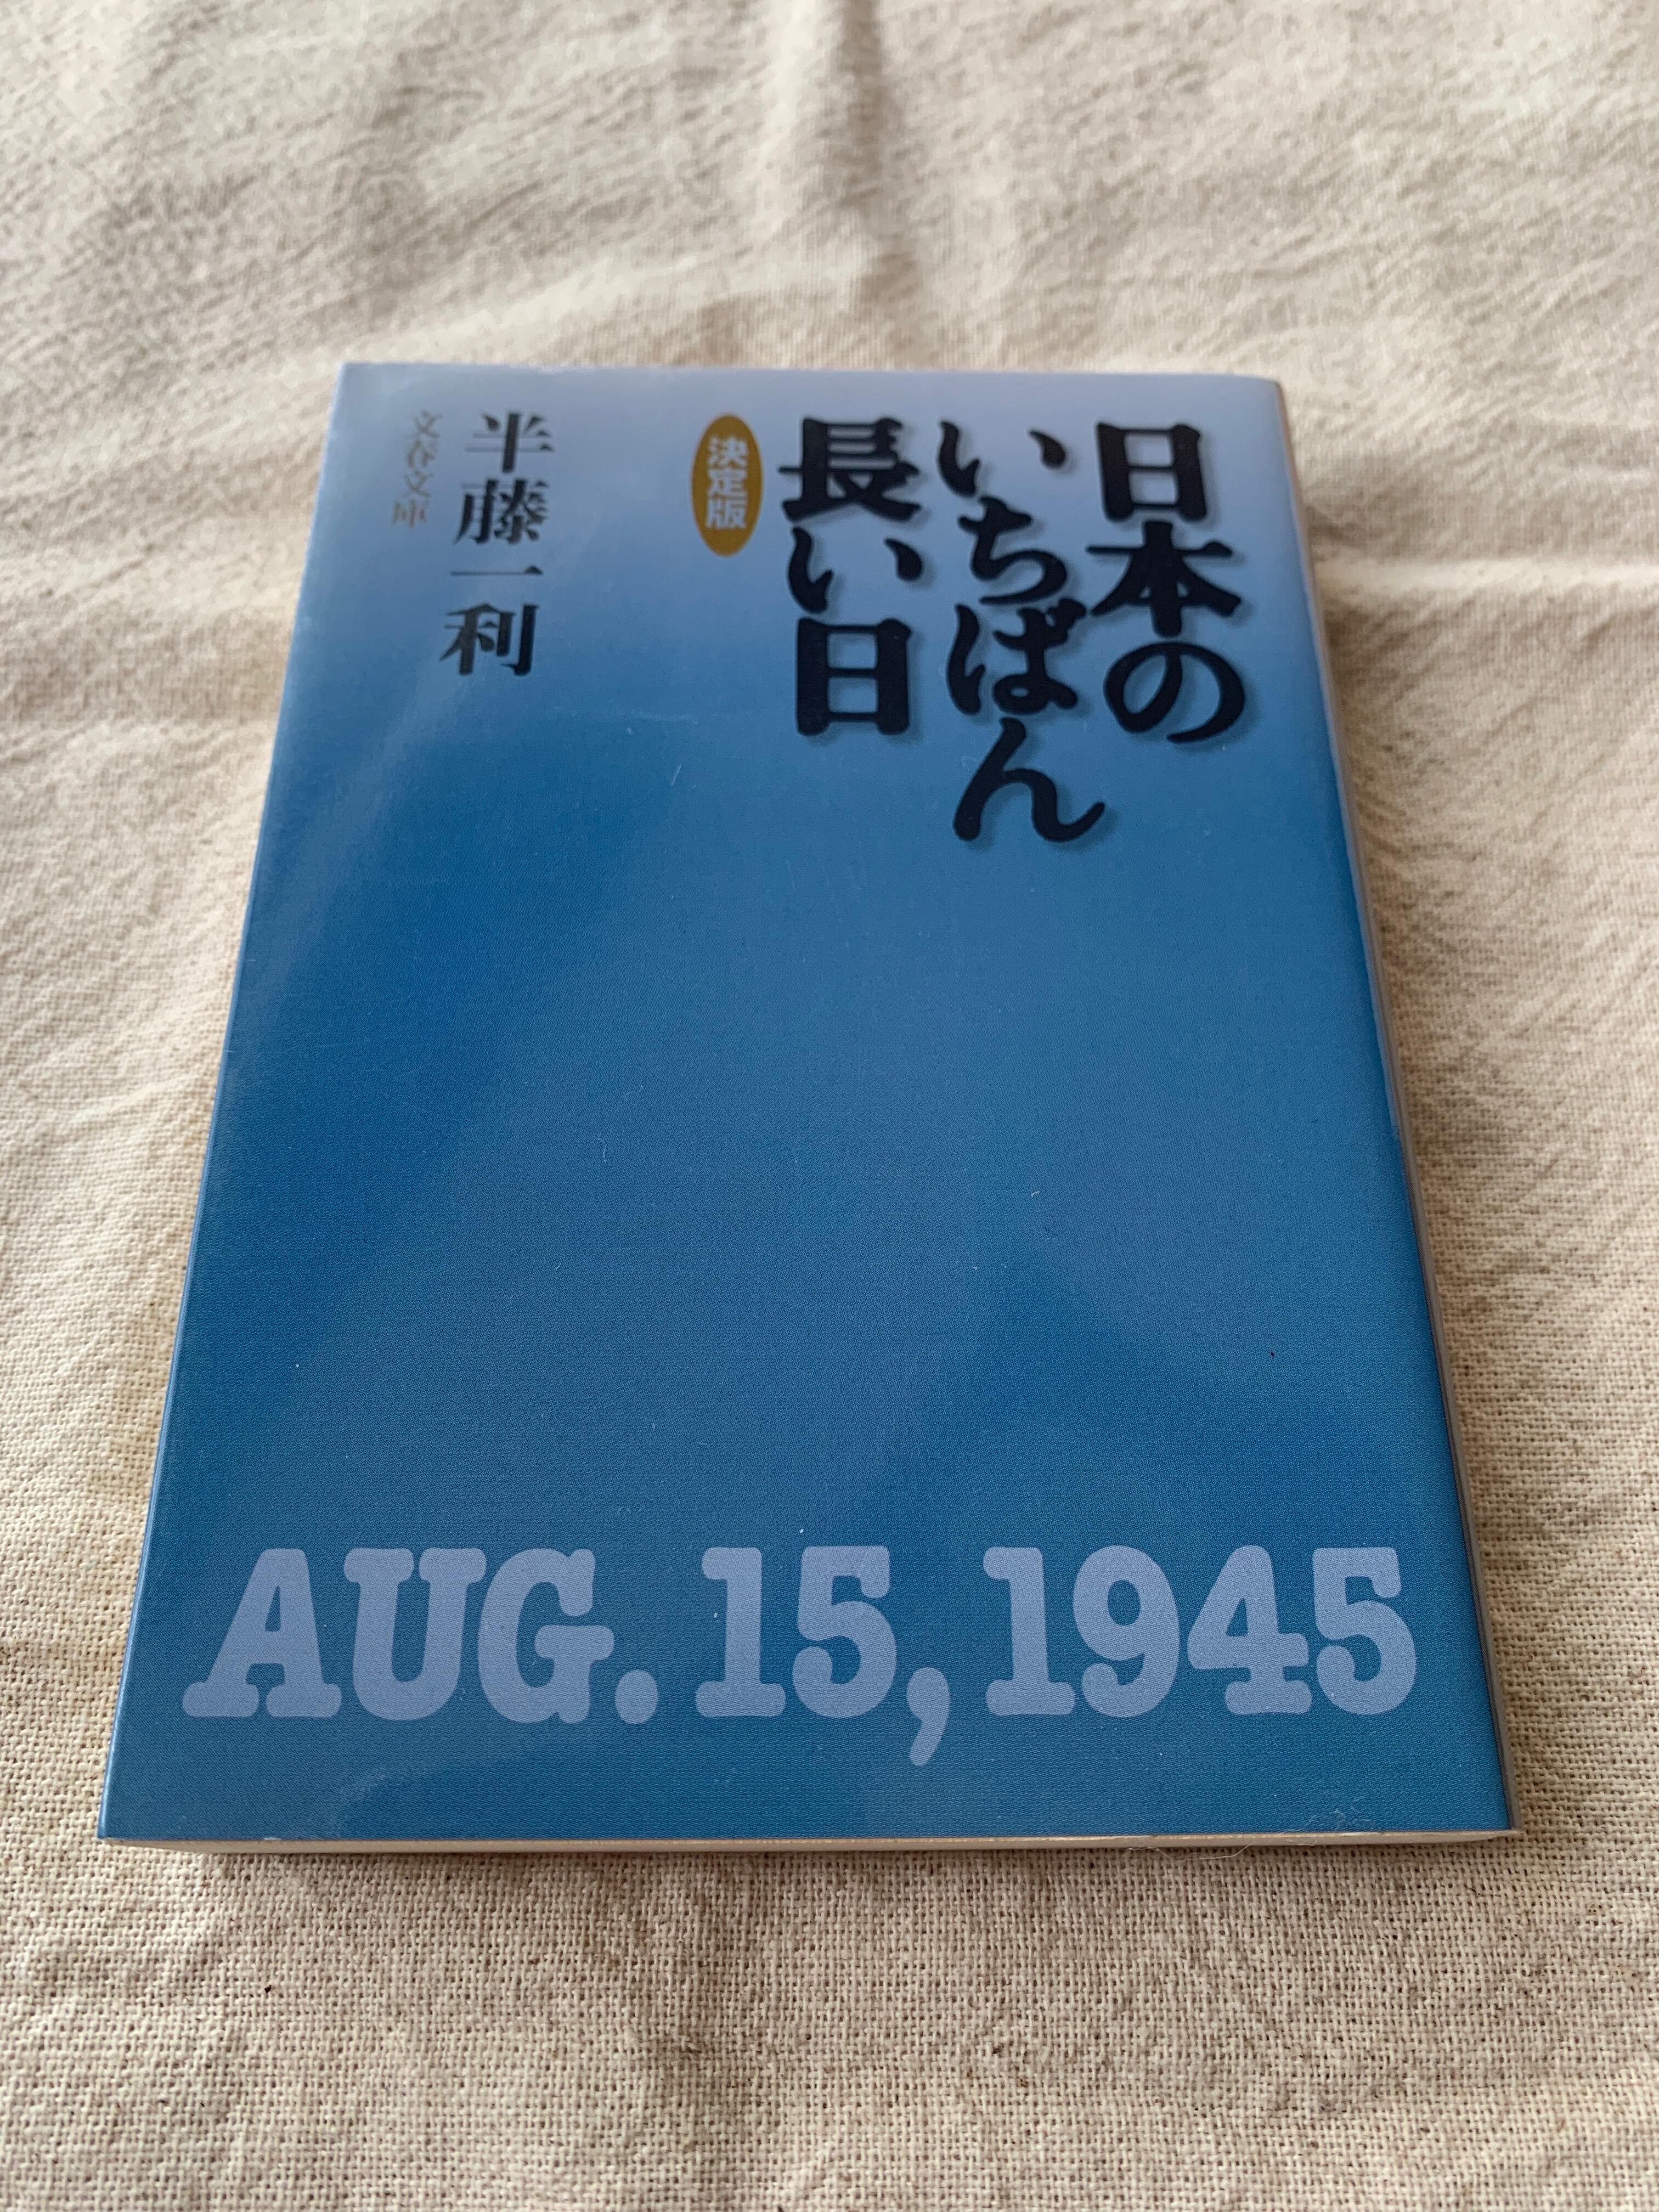 日本の
いちばん
長い日
決定版
半藤一利
文春文庫
AUG. 15, 1945